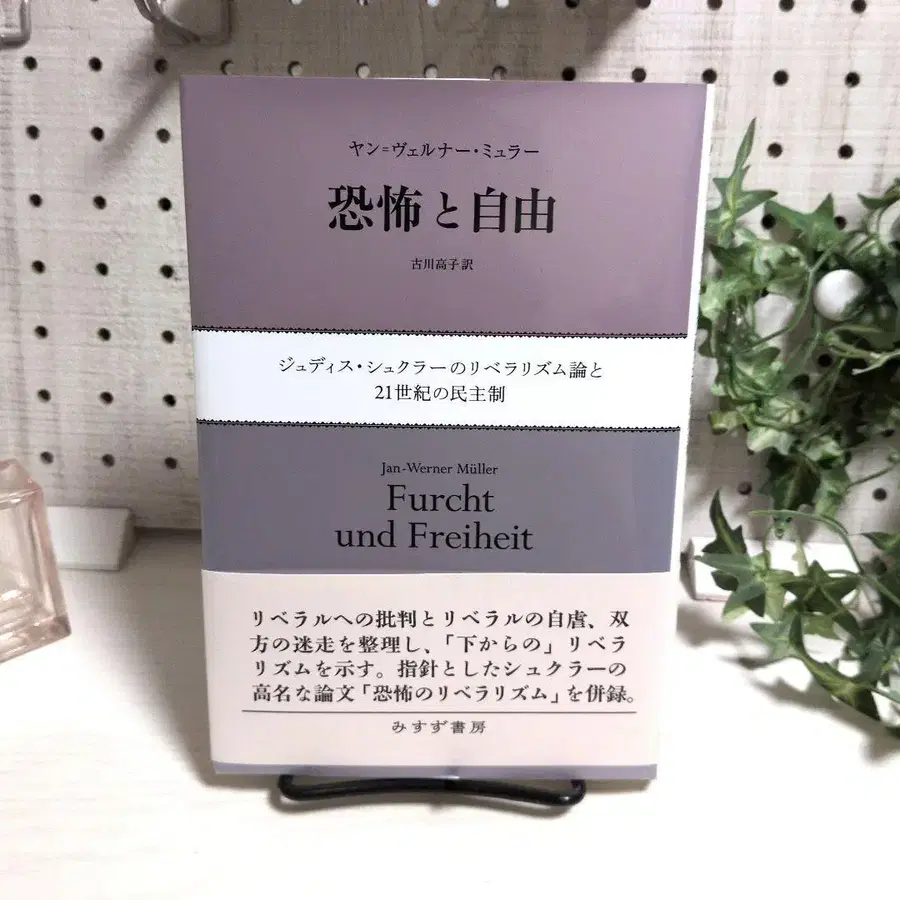 ヤン=ヴェルナー・ミュラー
恐怖と自由
古川高子訳
ジュディス・シュクラーのリベラリズム論と
21世紀の民主制
Jan-Werner Müller
Furcht
und Freiheit
リベラルへの批判とリベラルの自虐、双
方の迷走を整理し、「下からの」リベラ
リズムを示す。指針としたシュクラーの
高名な論文「恐怖のリベラリズム」を併録。
みすず書房